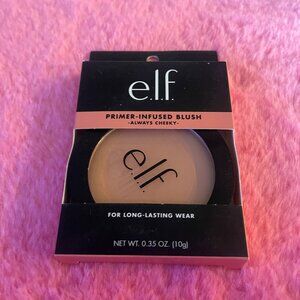 e.l.f.
PRIMER-INFUSED BLUSH
-ALWAYS CHEEKY-
e.l.f.
FOR LONG-LASTING WEAR
NET WT. 0.35 OZ. (10g)